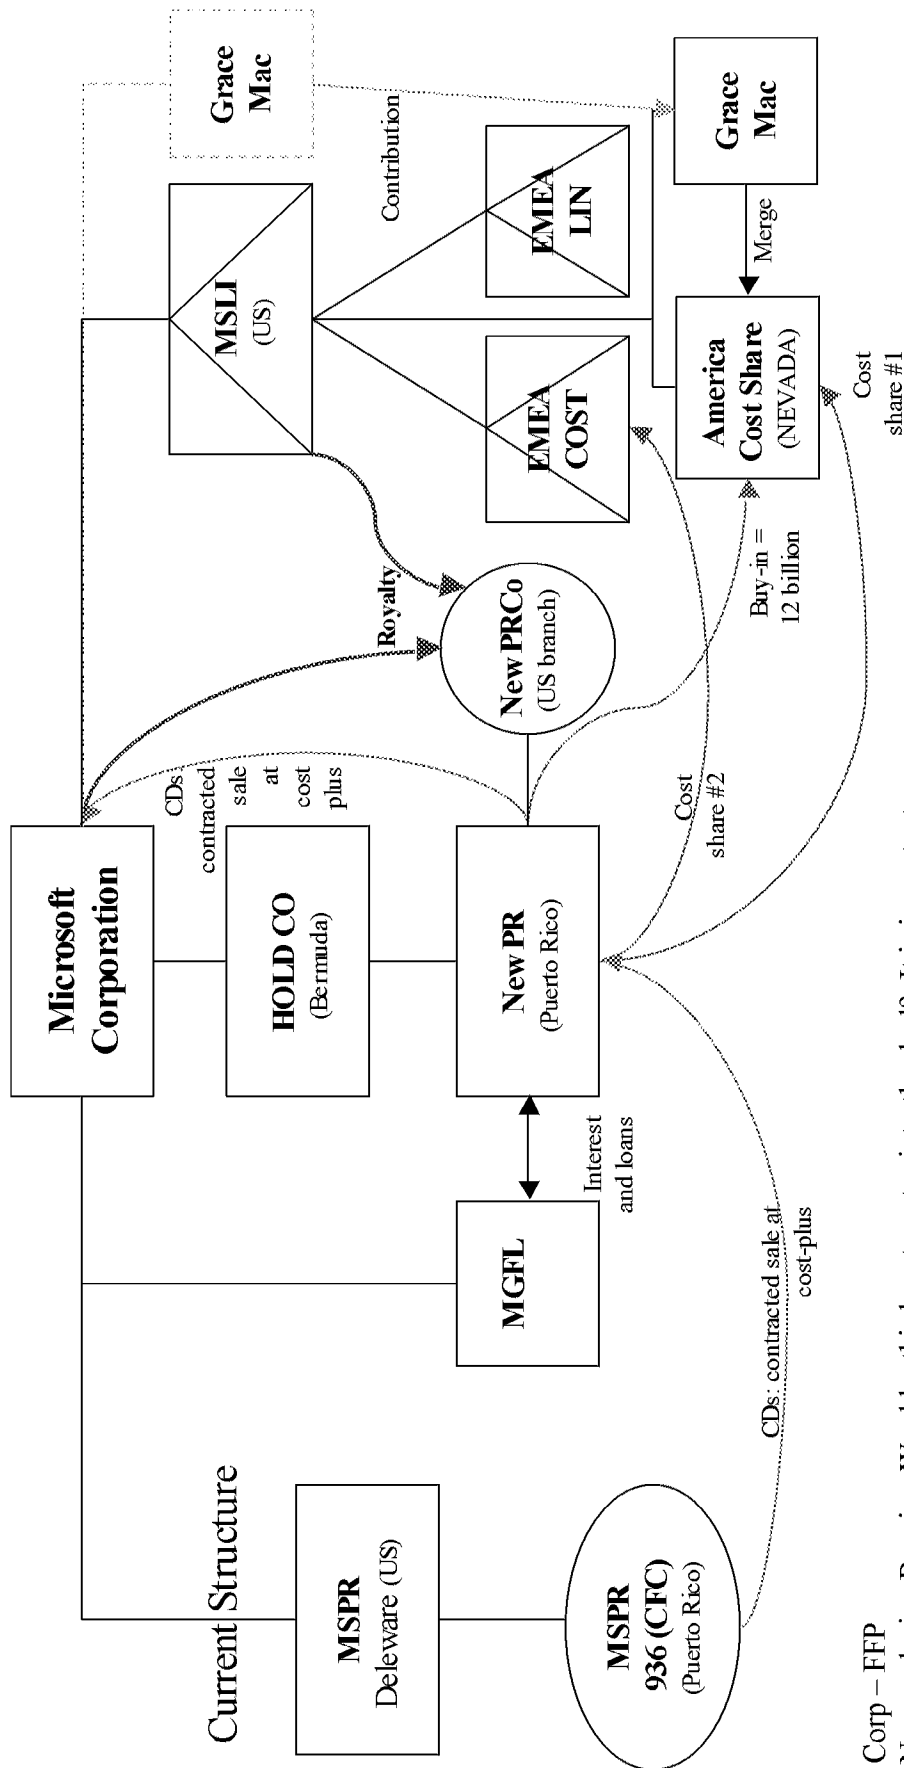 Microsoft
Corporation
Current Structure
MSPR
Deleware (US)
HOLD CO
(Bermuda)
CDs
contracted
sale
at
cost
plus
MSLI
(US)
Grace
Mac
Royalty
Contribution
MGFL
Interest
and loans
New PR
(Puerto Rico)
New PRCo
(US branch)
EMEA
COST
EMEA
LIN
MSPR
936 (CFC)
(Puerto Rico)
Cost
share #2
America
Cost Share
(NEVADA)
Merge
Grace
Mac
Buy-in =
12 billion
CDs: contracted sale at
cost-plus
Cost
share #1
Corp – FFP